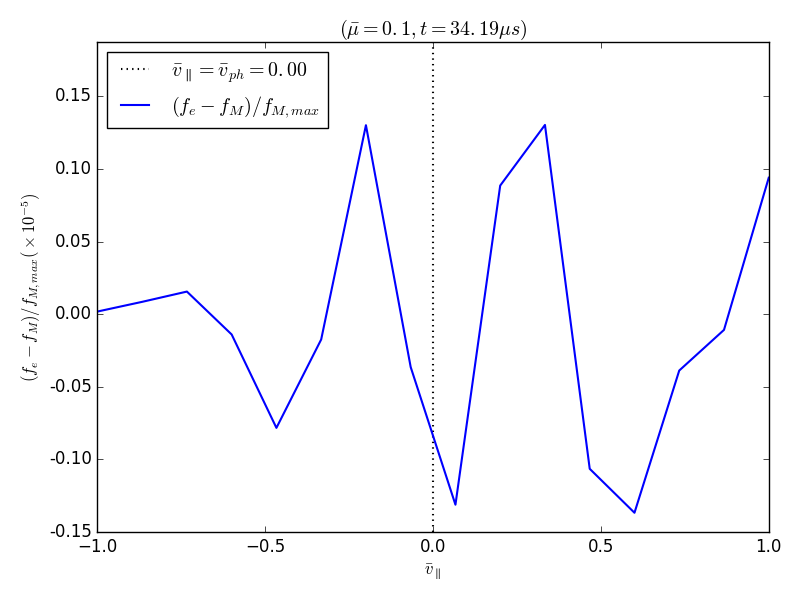 (μ̄ = 0.1, t = 34.19μs)
v̄∥ = v̄ph = 0.00
(fe − fM)/fM,max
0.15
0.10
0.05
0.00
-0.05
-0.10
-0.15
(fe − fM)/fM,max(×10⁻⁵)
−1.0 −0.5 0.0 0.5 1.0
v̄∥